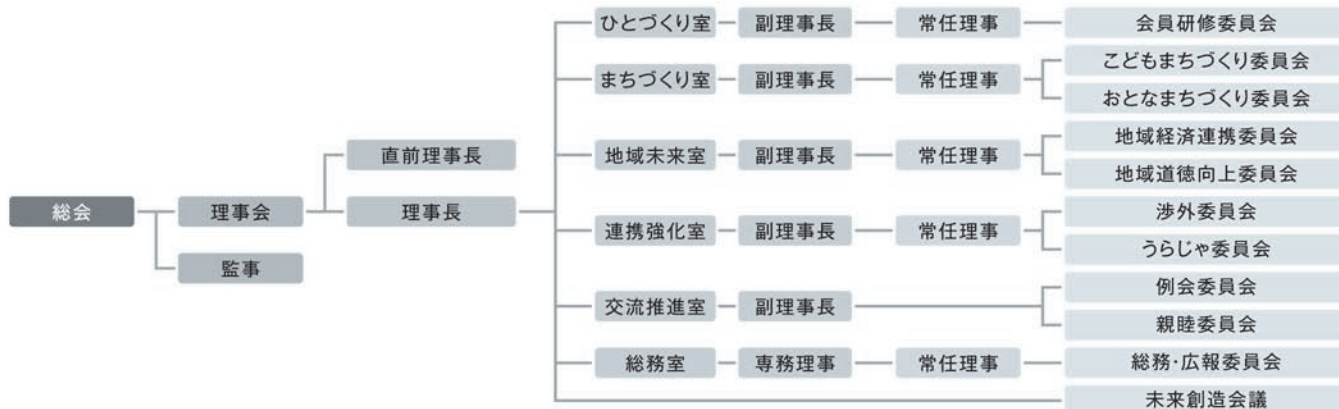 ひとづくり室 副理事長 常任理事 会員研修委員会
こどもまちづくり委員会
まちづくり室 副理事長 常任理事
おとなまちづくり委員会
地域経済連携委員会
直前理事長 地域未来室 副理事長 常任理事
地域道徳向上委員会
総会 理事会 理事長 渉外委員会
連携強化室 副理事長 常任理事
うらじゃ委員会
監事
例会委員会
交流推進室 副理事長
親睦委員会
総務室 専務理事 常任理事 総務・広報委員会
未来創造会議